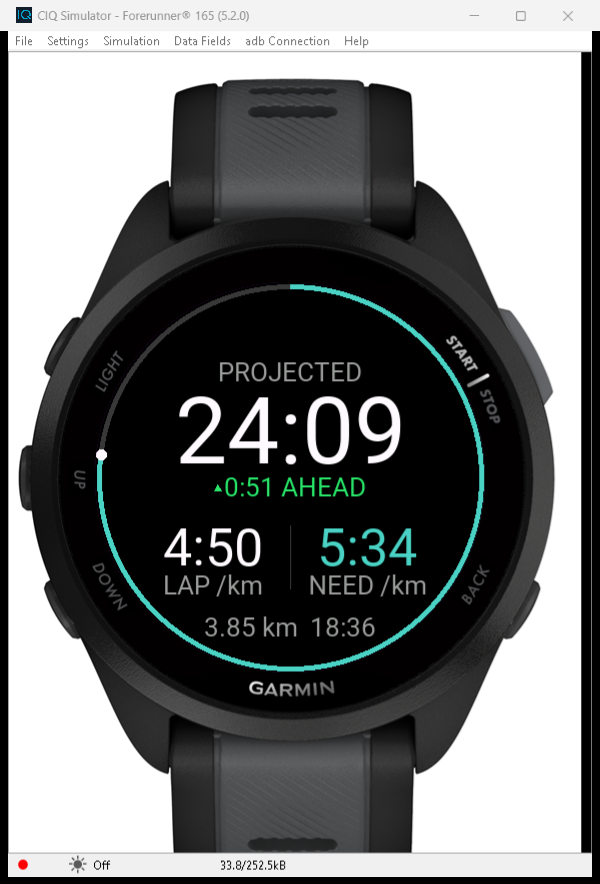 CIQ Simulator - Forerunner® 165 (5.2.0)
File Settings Simulation Data Fields adb Connection Help
LIGHT
START
STOP
UP
DOWN
BACK
PROJECTED
24:09
▲0:51 AHEAD
4:50 5:34
LAP /km NEED /km
3.85 km 18:36
GARMIN
Off 33.8/252.5kB